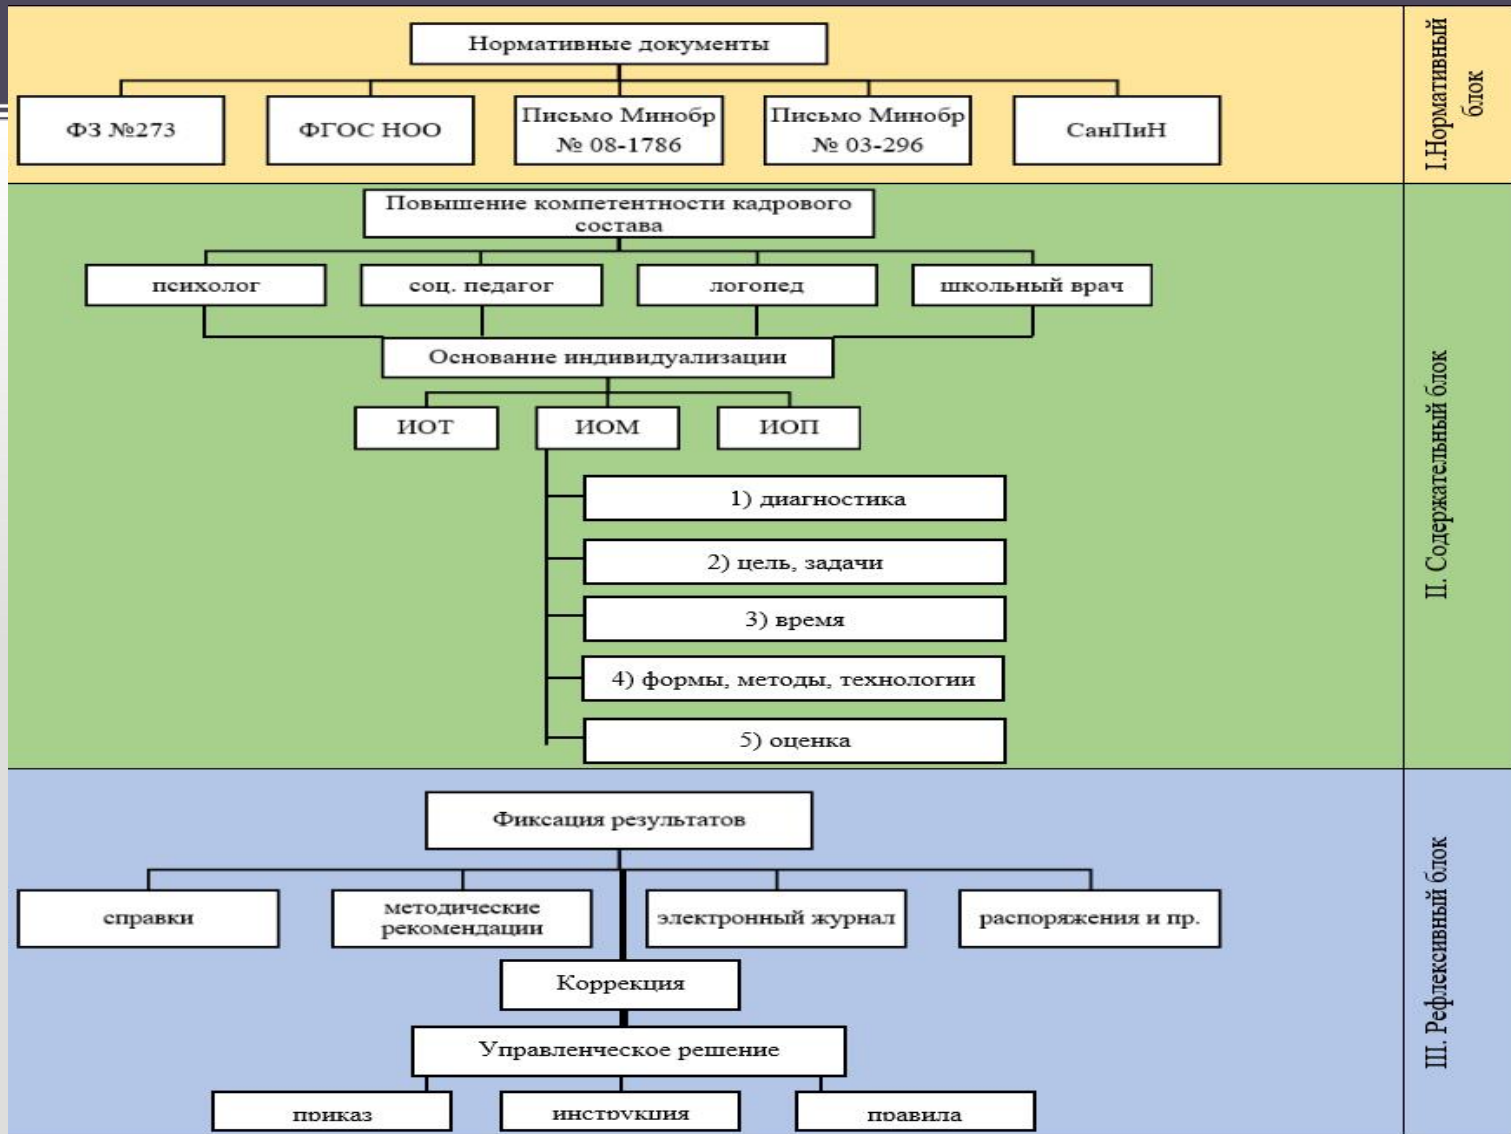 Нормативные документы
ФЗ №273
ФГОС НОО
Письмо Минобр
№ 08-1786
Письмо Минобр
№ 03-296
СанПиН
I.Нормативный
блок
Повышение компетентности кадрового
состава
психолог
соц. педагог
логопед
школьный врач
Основание индивидуализации
ИОТ
ИОМ
ИОП
1) диагностика
2) цель, задачи
3) время
4) формы, методы, технологии
5) оценка
II. Содержательный блок
Фиксация результатов
справки
методические
рекомендации
электронный журнал
распоряжения и пр.
Коррекция
Управленческое решение
приказ
инструкция
правила
III. Рефлексивный блок